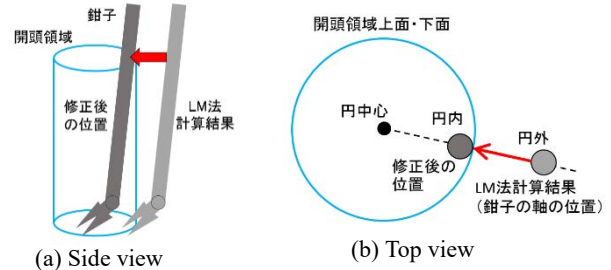 鉗子
開頭領域
修正後
の位置
LM法
計算結果
(a) Side view
開頭領域上面・下面
円中心
円内
円外
修正後の
位置
LM法計算結果
(鉗子の軸の位置)
(b) Top view